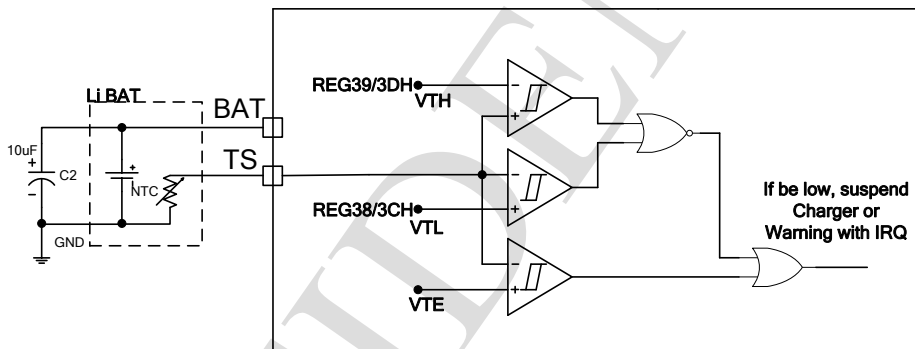 Li BAT
BAT
10uF
+
C2
-
+
NTC
TS
GND
REG39/3DH
VTH
-
+
-
REG38/3CH
+
VTL
-
+
VTE
If be low, suspend
Charger or
Warning with IRQ